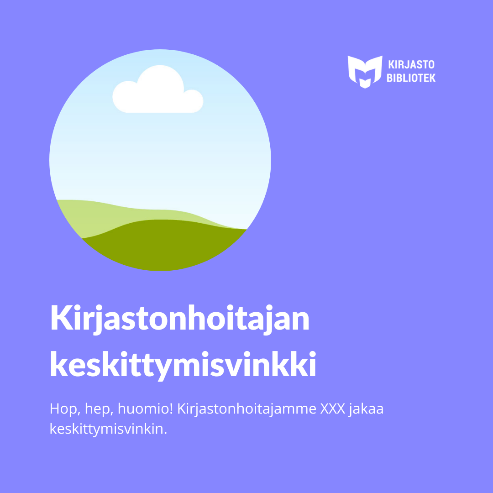 KIRJASTO
BIBLIOTEK
Kirjastonhoitajan
keskittymisvinkki
Hop, hep, huomio! Kirjastonhoitajamme XXX jakaa
keskittymisvinkin.